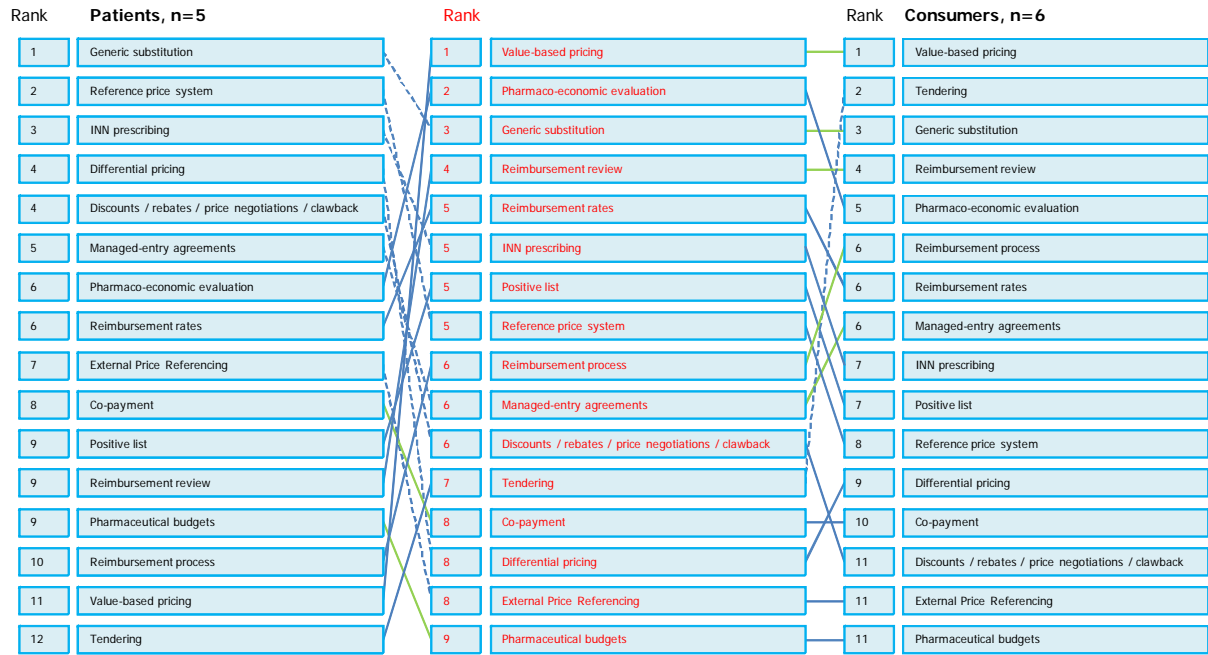 Rank Patients, n=5 Rank Rank Consumers, n=6
1 Generic substitution 1 Value-based pricing 1 Value-based pricing
2 Reference price system 2 Pharmaco-economic evaluation 2 Tendering
3 INN prescribing 3 Generic substitution 3 Generic substitution
4 Differential pricing 4 Reimbursement review 4 Reimbursement review
4 Discounts / rebates / price negotiations / clawback 5 Reimbursement rates 5 Pharmaco-economic evaluation
5 Managed-entry agreements 5 INN prescribing 6 Reimbursement process
6 Pharmaco-economic evaluation 5 Positive list 6 Reimbursement rates
6 Reimbursement rates 5 Reference price system 6 Managed-entry agreements
7 External Price Referencing 6 Reimbursement process 7 INN prescribing
8 Co-payment 6 Managed-entry agreements 7 Positive list
9 Positive list 6 Discounts / rebates / price negotiations / clawback 8 Reference price system
9 Reimbursement review 7 Tendering 9 Differential pricing
9 Pharmaceutical budgets 8 Co-payment 10 Co-payment
10 Reimbursement process 8 Differential pricing 11 Discounts / rebates / price negotiations / clawback
11 Value-based pricing 8 External Price Referencing 11 External Price Referencing
12 Tendering 9 Pharmaceutical budgets 11 Pharmaceutical budgets